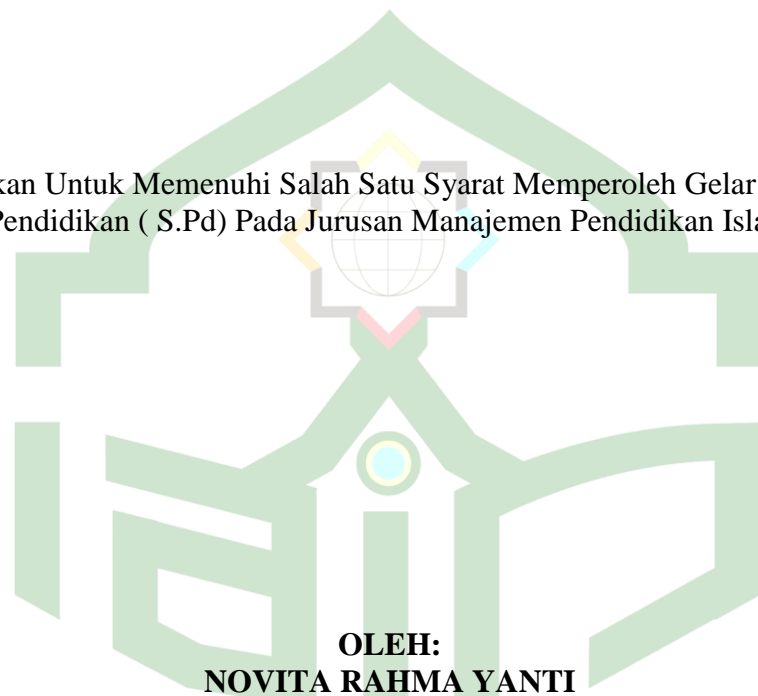 kan Untuk Memenuhi Salah Satu Syarat Memperoleh Gelar
Pendidikan ( S.Pd) Pada Jurusan Manajemen Pendidikan Isla
OLEH:
NOVITA RAHMA YANTI